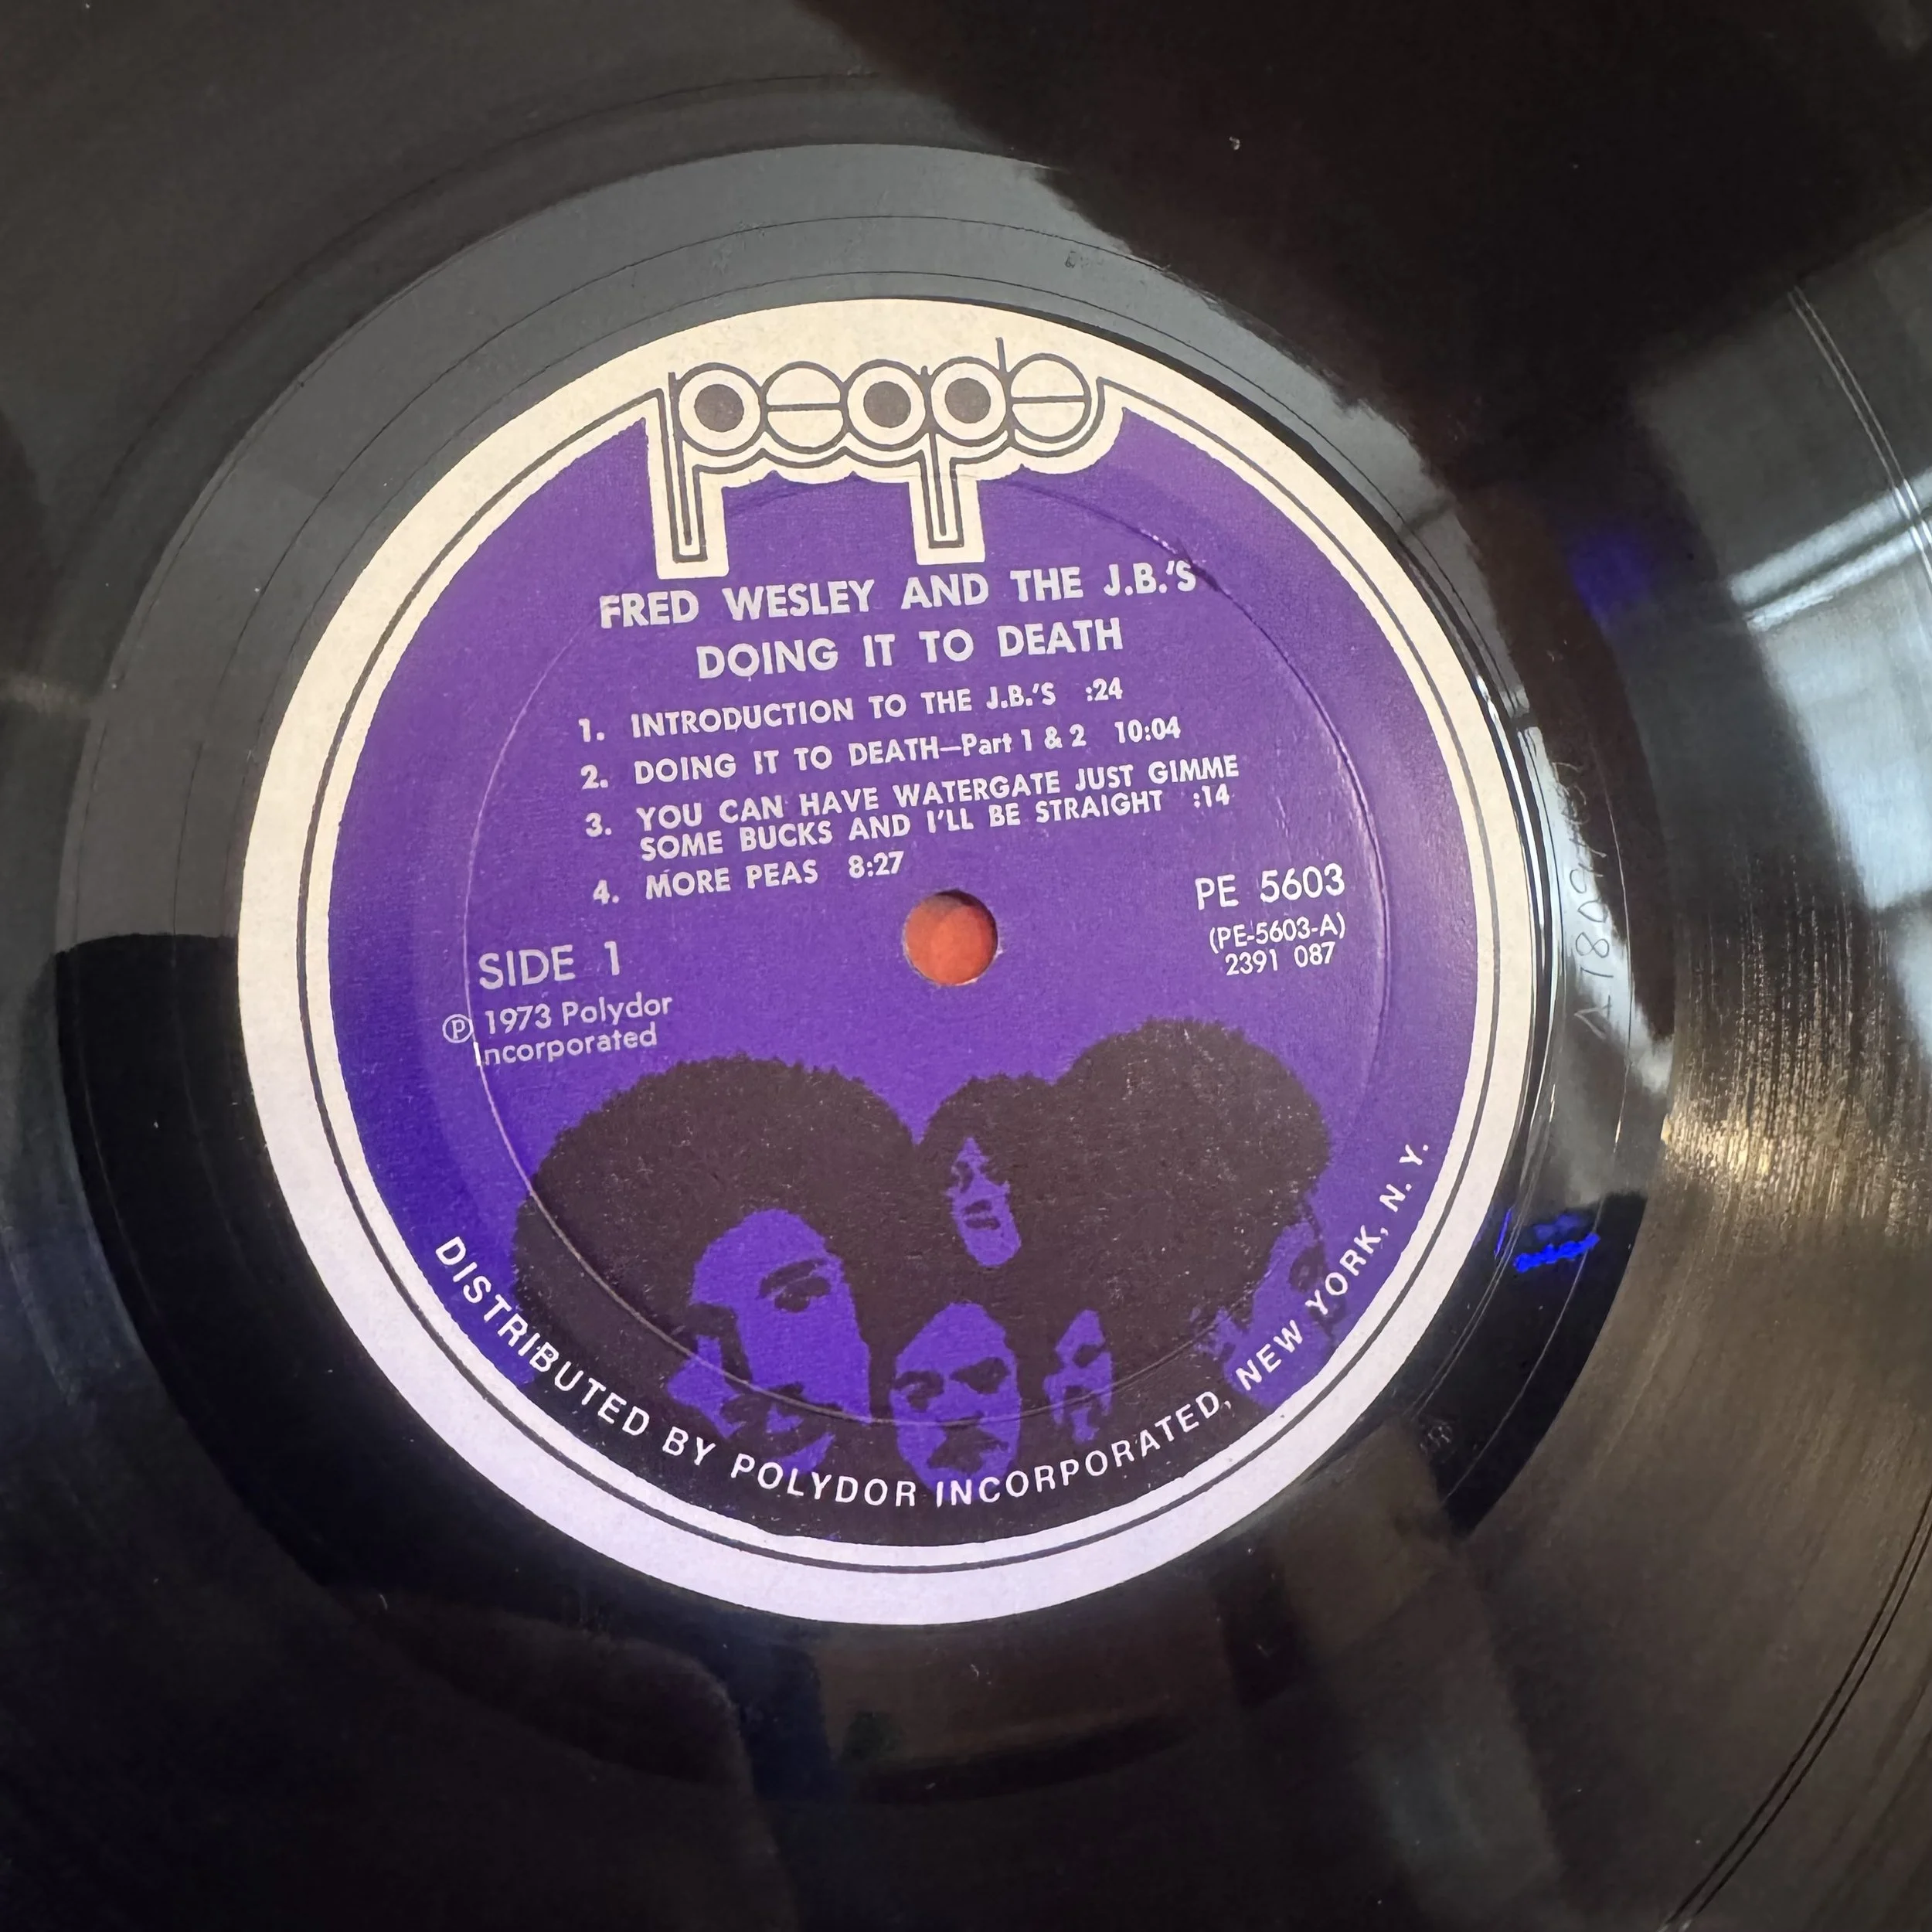 people
FRED WESLEY AND THE J.B.'S
DOING IT TO DEATH
1. INTRODUCTION TO THE J.B.'S :24
2. DOING IT TO DEATH—Part 1 & 2 10:04
3. YOU CAN HAVE WATERGATE JUST GIMME
SOME BUCKS AND I'LL BE STRAIGHT :14
4. MORE PEAS 8:27
PE 5603
(PE-5603-A)
2391 087
SIDE 1
Ⓟ 1973 Polydor
Incorporated
DISTRIBUTED BY POLYDOR INCORPORATED, NEW YORK, N. Y.